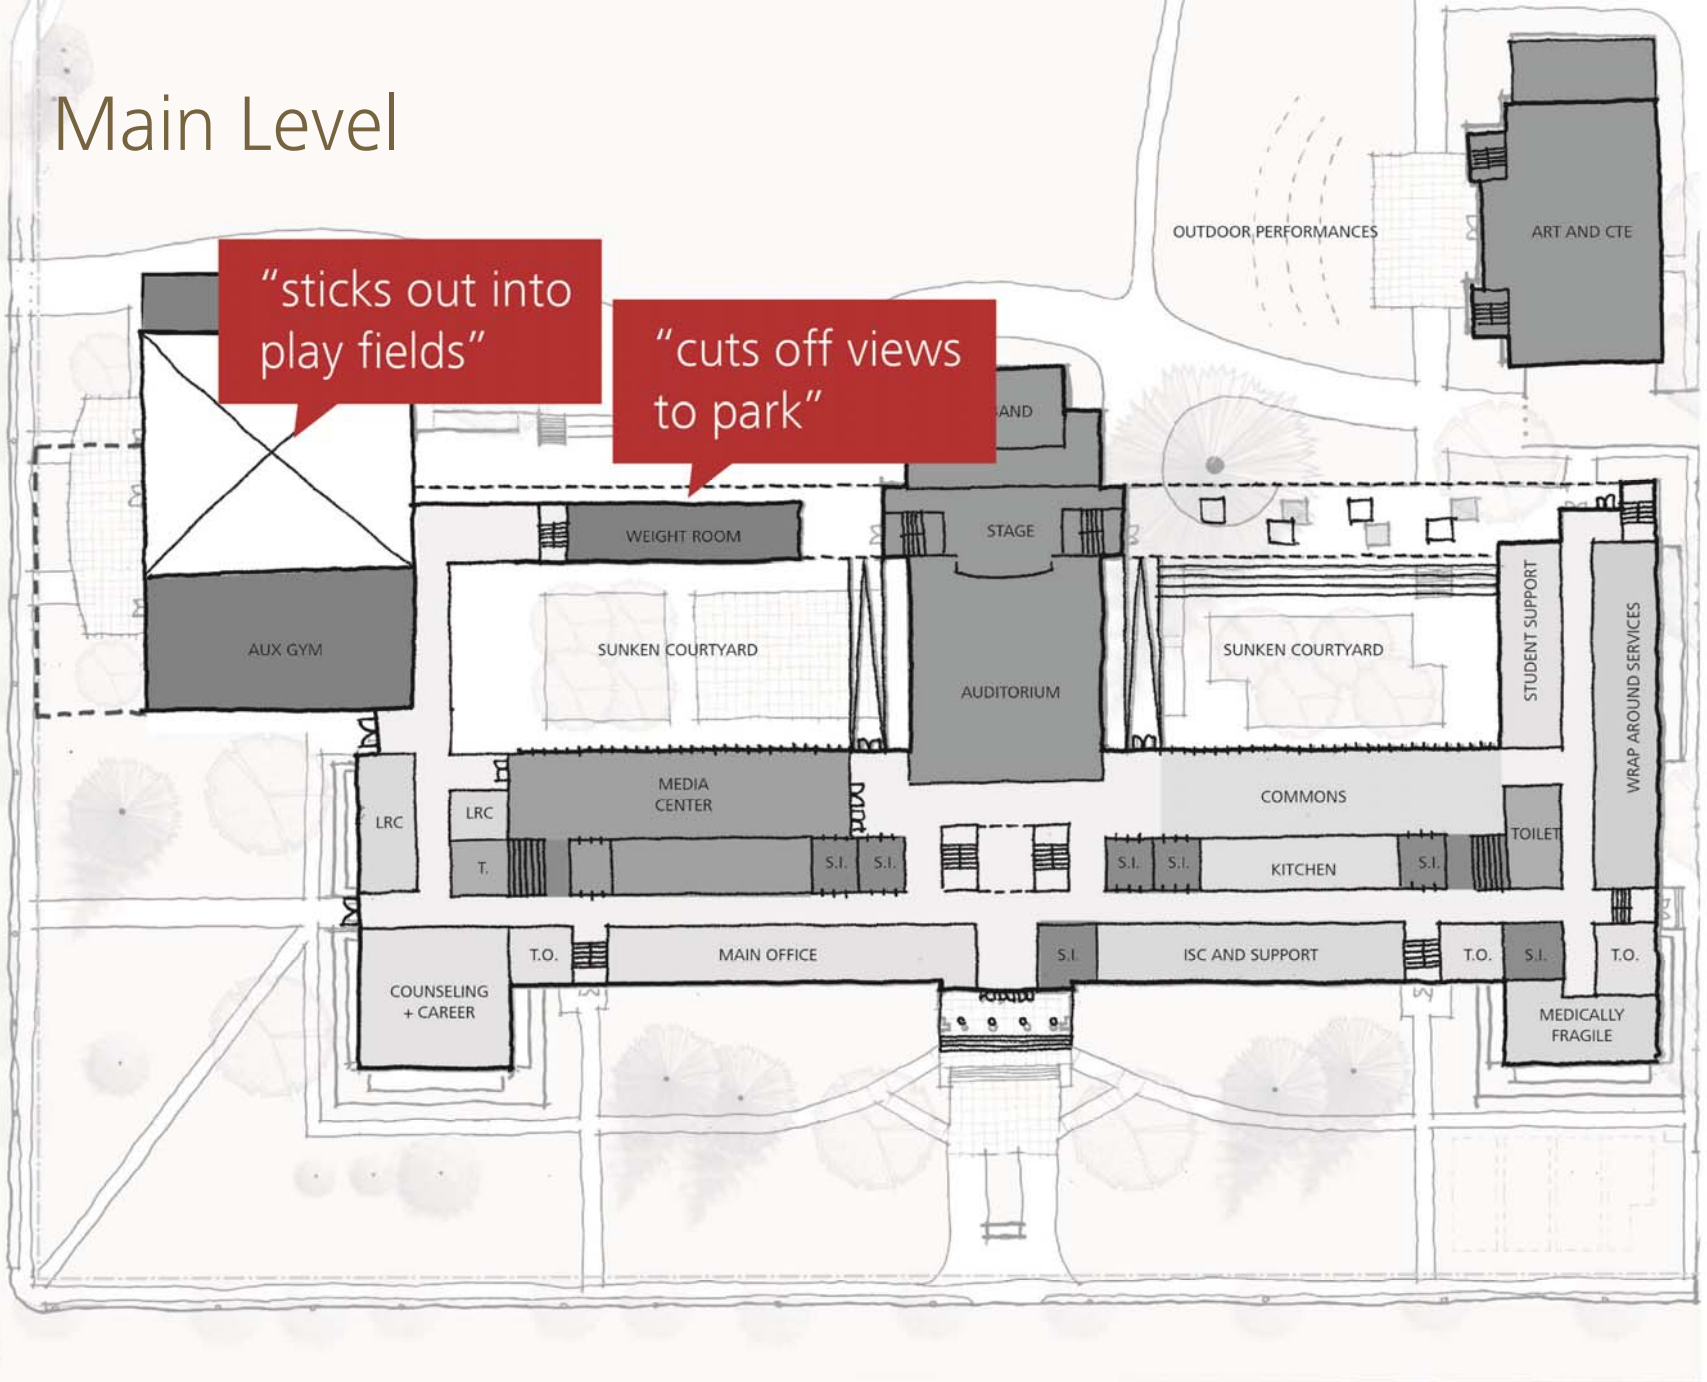 Main Level
OUTDOOR PERFORMANCES
ART AND CTE
“sticks out into
play fields”
“cuts off views
to park”
WEIGHT ROOM
STAGE
AUX GYM
SUNKEN COURTYARD
AUDITORIUM
SUNKEN COURTYARD
STUDENT SUPPORT
WRAP AROUND SERVICES
LRC
LRC
MEDIA
CENTER
COMMONS
TOILET
T.
S.I.
S.I.
S.I.
S.I.
KITCHEN
S.I.
T.O.
MAIN OFFICE
S.I.
ISC AND SUPPORT
T.O.
S.I.
T.O.
COUNSELING
+ CAREER
MEDICALLY
FRAGILE